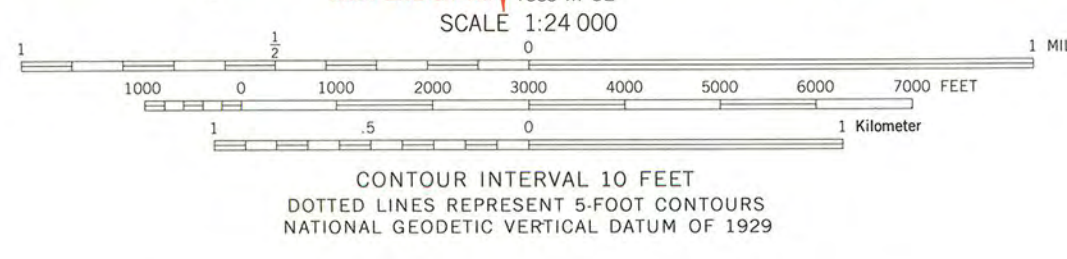 SCALE 1:24 000
1 1/2 0 1
1000 0 1000 2000 3000 4000 5000 6000 7000 FEET
1 .5 0 1 Kilometer
CONTOUR INTERVAL 10 FEET
DOTTED LINES REPRESENT 5-FOOT CONTOURS
NATIONAL GEODETIC VERTICAL DATUM OF 1929